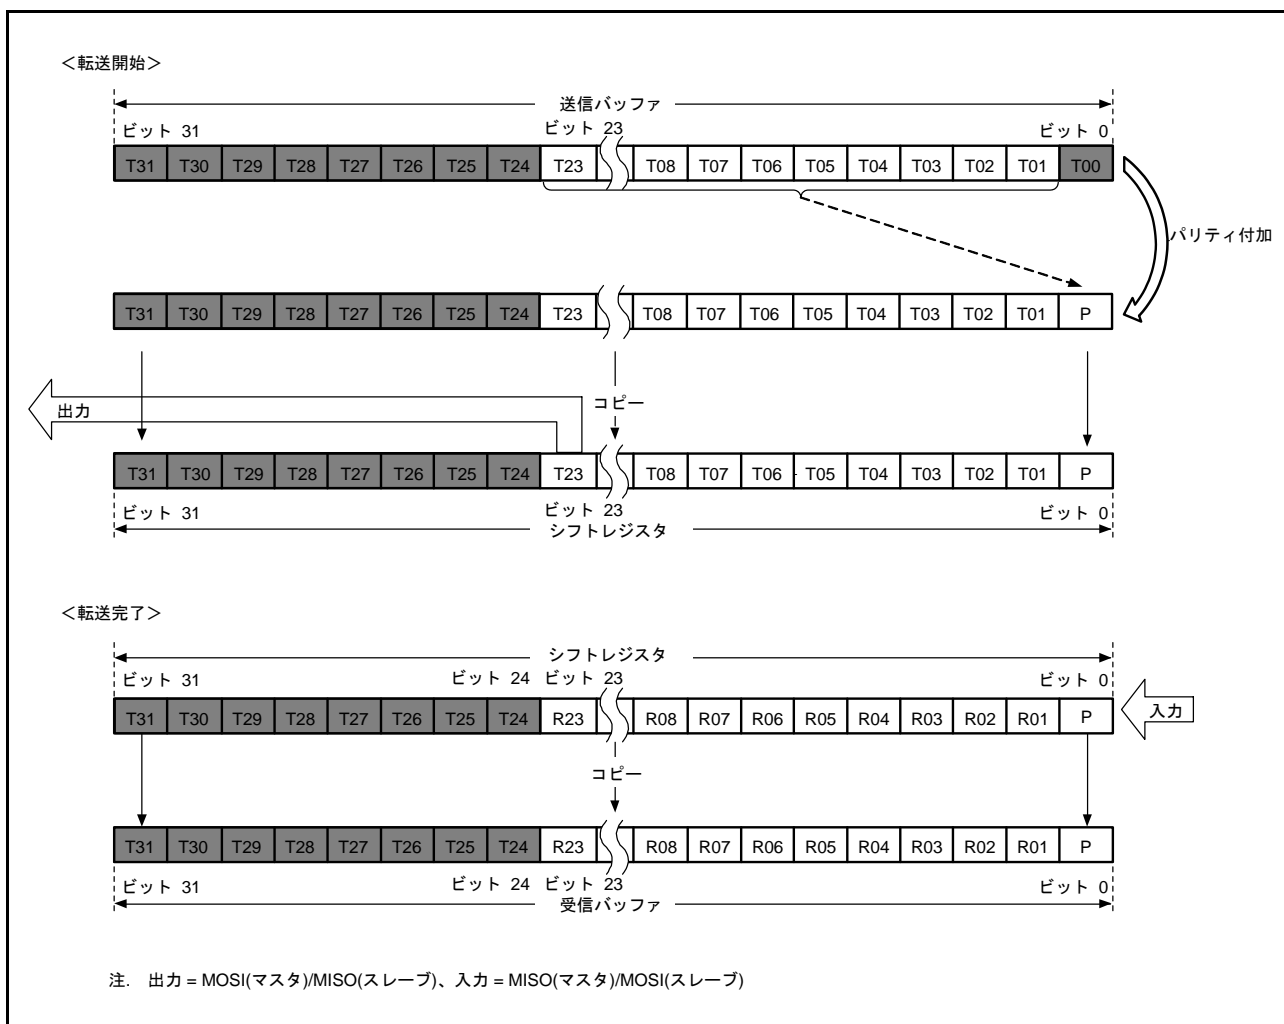 ＜転送開始＞
送信バッファ
ビット 31 ビット 23 ビット 0
T31 T30 T29 T28 T27 T26 T25 T24 T23 T08 T07 T06 T05 T04 T03 T02 T01 T00
パリティ付加
T31 T30 T29 T28 T27 T26 T25 T24 T23 T08 T07 T06 T05 T04 T03 T02 T01 P
コピー
出力
T31 T30 T29 T28 T27 T26 T25 T24 T23 T08 T07 T06 T05 T04 T03 T02 T01 P
ビット 31 ビット 23 ビット 0
シフトレジスタ
＜転送完了＞
シフトレジスタ
ビット 31 ビット 24 ビット 23 ビット 0
T31 T30 T29 T28 T27 T26 T25 T24 R23 R08 R07 R06 R05 R04 R03 R02 R01 P
入力
コピー
T31 T30 T29 T28 T27 T26 T25 T24 R23 R08 R07 R06 R05 R04 R03 R02 R01 P
ビット 31 ビット 24 ビット 23 ビット 0
受信バッファ
注. 出力 = MOSI(マスタ)/MISO(スレーブ)、入力 = MISO(マスタ)/MOSI(スレーブ)